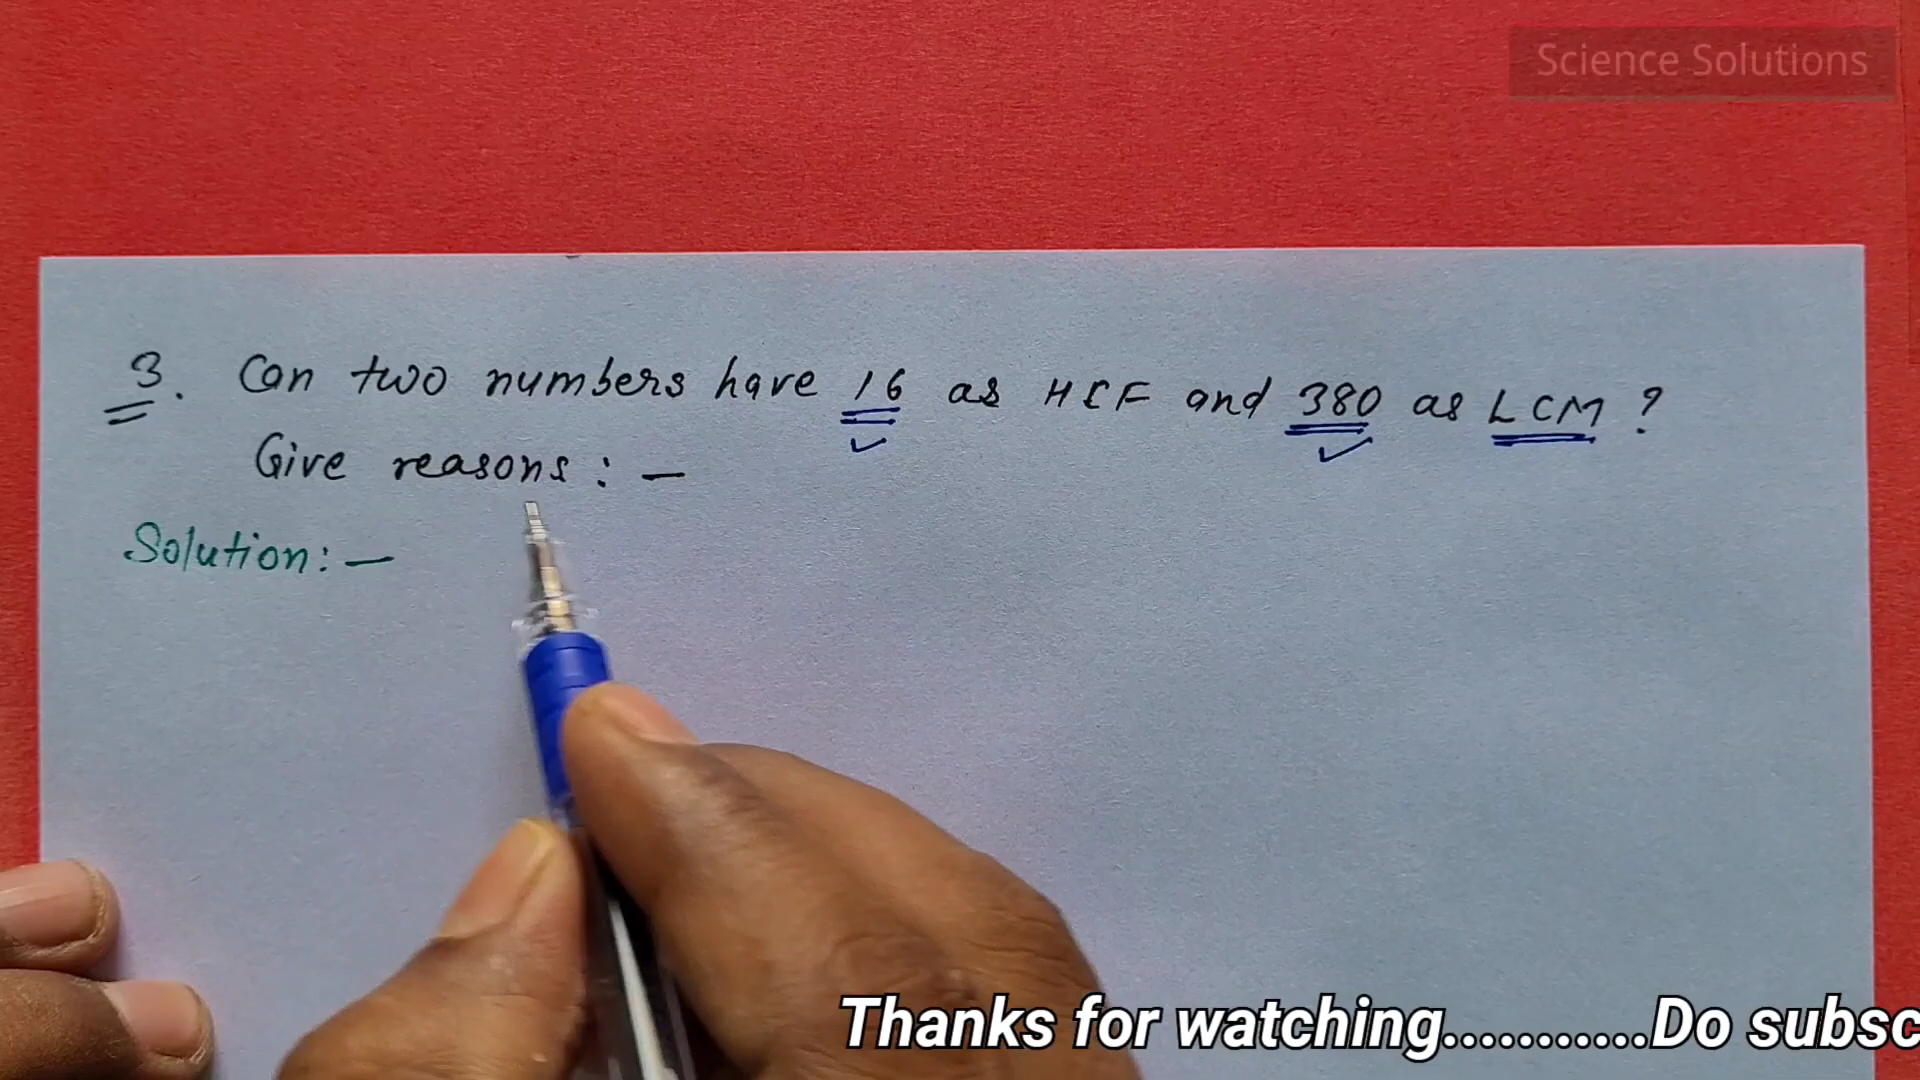 Science Solutions
3. Can two numbers have 16 as HCF and 380 as LCM ?
Give reasons : —
Solution : —
Thanks for watching...........Do subsc